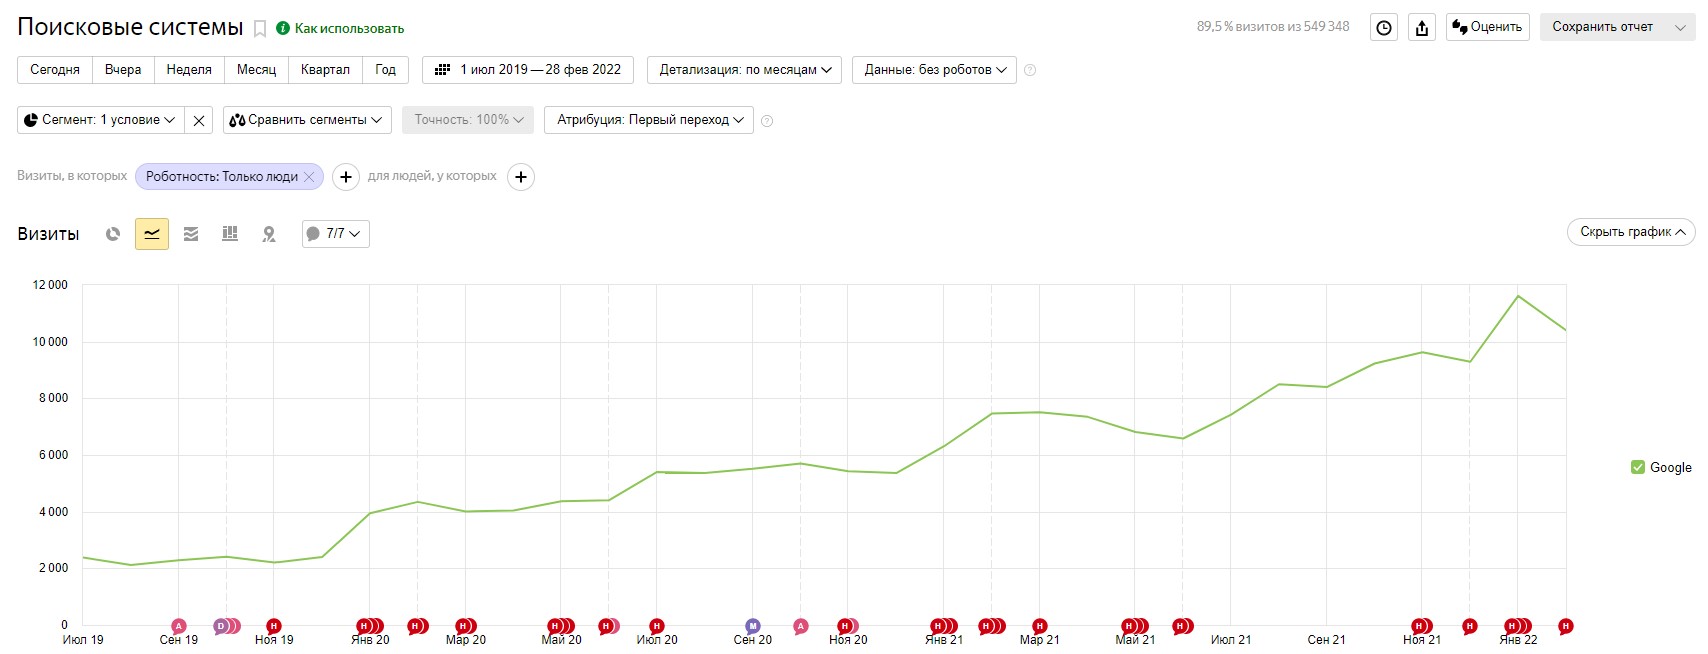 Поисковые системы
Как использовать
89,5 % визитов из 549 348
Оценить
Сохранить отчет
Сегодня Вчера Неделя Месяц Квартал Год
1 июл 2019 — 28 фев 2022
Детализация: по месяцам
Данные: без роботов
?
Сегмент: 1 условие
Сравнить сегменты
Точность: 100%
Атрибуция: Первый переход
?
Визиты, в которых
Роботность: Только люди
для людей, у которых
Визиты
7/7
Скрыть график
12 000
10 000
8 000
6 000
4 000
2 000
0
Google
A D H H H H H H H M A H H H H H H H H H H
Июл 19 Сен 19 Ноя 19 Янв 20 Мар 20 Май 20 Июл 20 Сен 20 Ноя 20 Янв 21 Мар 21 Май 21 Июл 21 Сен 21 Ноя 21 Янв 22